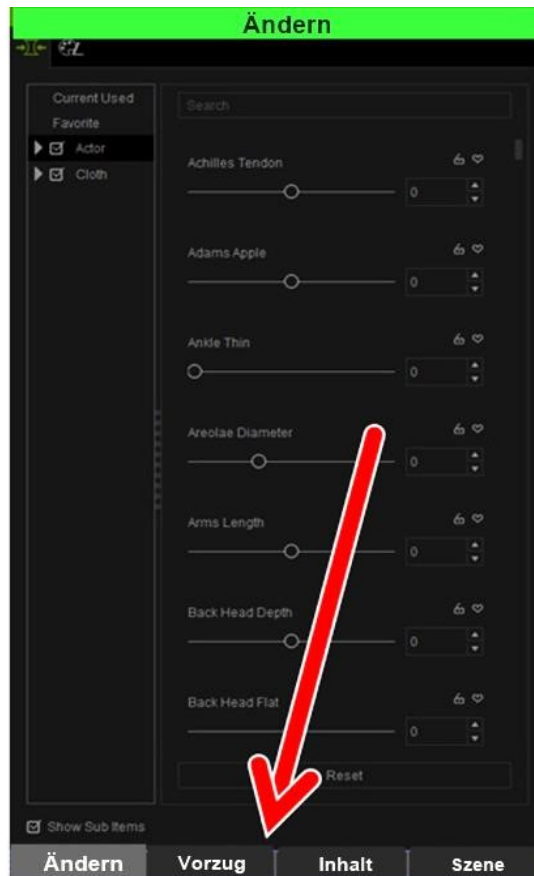 Ändern
Current Used
Search
Favorite
Actor
Cloth
Achilles Tendon
0
Adams Apple
0
Ankle Thin
0
Areolae Diameter
0
Arms Length
0
Back Head Depth
0
Back Head Flat
0
Reset
Show Sub Items
Ändern Vorzug Inhalt Szene